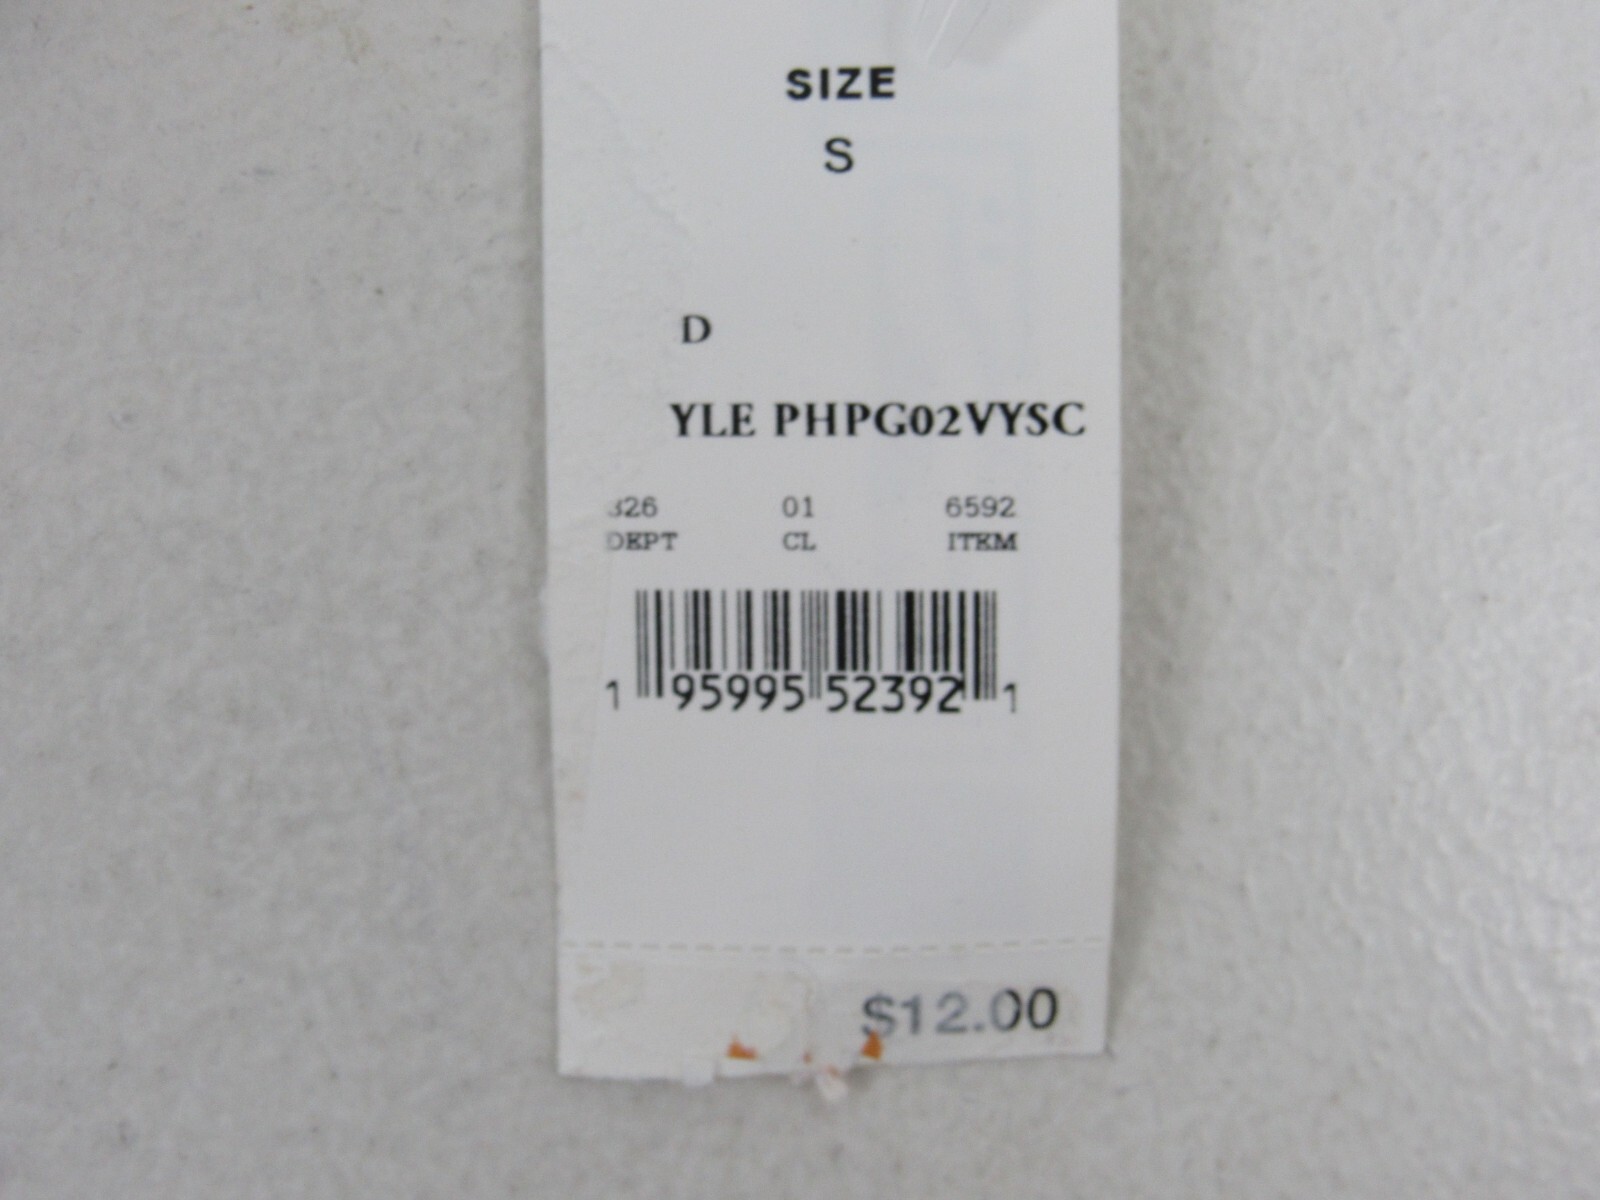 SIZE
S
D
YLE PHPG02VYSC
326 01 6592
DEPT CL ITEM
1 95995 52392 1
$12.00